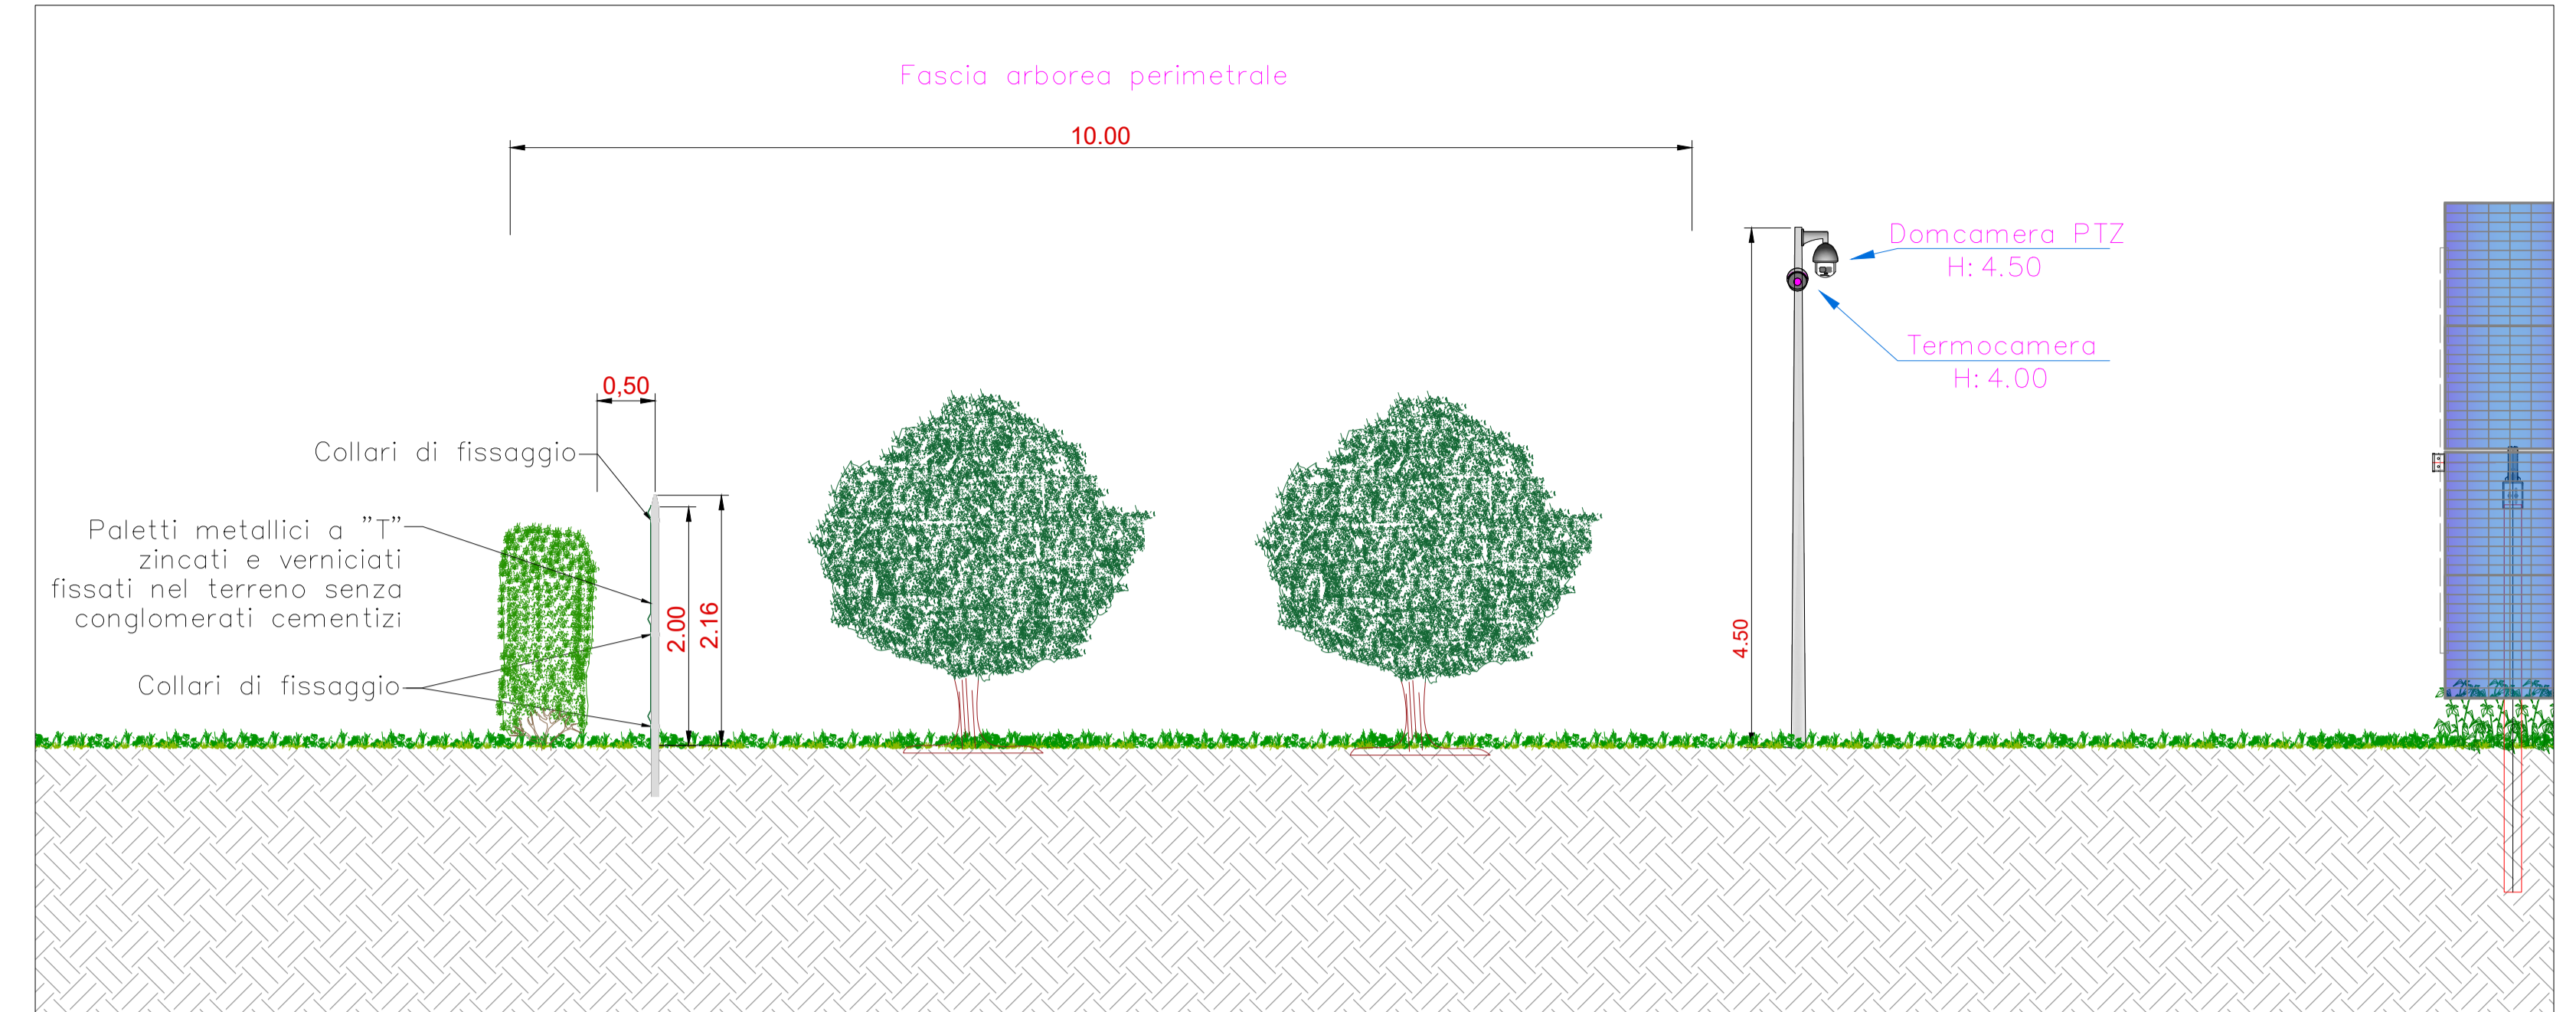 Fascia arborea perimetrale
10.00
Domcamera PTZ
H: 4.50
Termocamera
H: 4.00
0,50
Collari di fissaggio
Paletti metallici a "T"
zincati e verniciati
fissati nel terreno senza
conglomerati cementizi
Collari di fissaggio
2.00
2.16
4.50